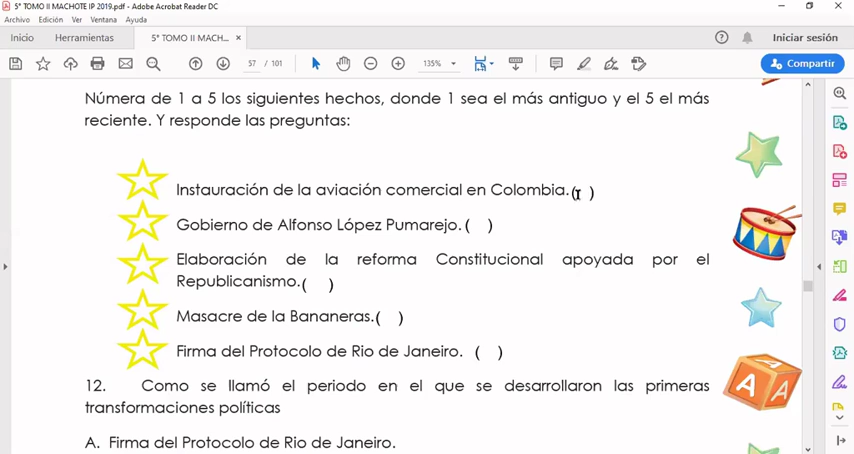 5° TOMO II MACHOTE IP 2019.pdf - Adobe Acrobat Reader DC
Archivo Edición Ver Ventana Ayuda
Inicio Herramientas 5° TOMO II MACH... × Iniciar sesión
57 / 101 135% Compartir
Númera de 1 a 5 los siguientes hechos, donde 1 sea el más antiguo y el 5 el más
reciente. Y responde las preguntas:
Instauración de la aviación comercial en Colombia.( )
Gobierno de Alfonso López Pumarejo. ( )
Elaboración de la reforma Constitucional apoyada por el
Republicanismo.( )
Masacre de la Bananeras.( )
Firma del Protocolo de Rio de Janeiro. ( )
12. Como se llamó el periodo en el que se desarrollaron las primeras
transformaciones políticas
A. Firma del Protocolo de Rio de Janeiro.
A A